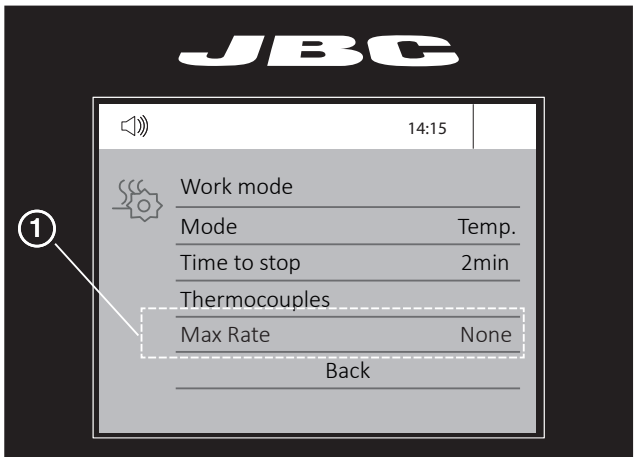 JBC
14:15
Work mode
Mode Temp.
Time to stop 2min
Thermocouples
Max Rate None
Back
1